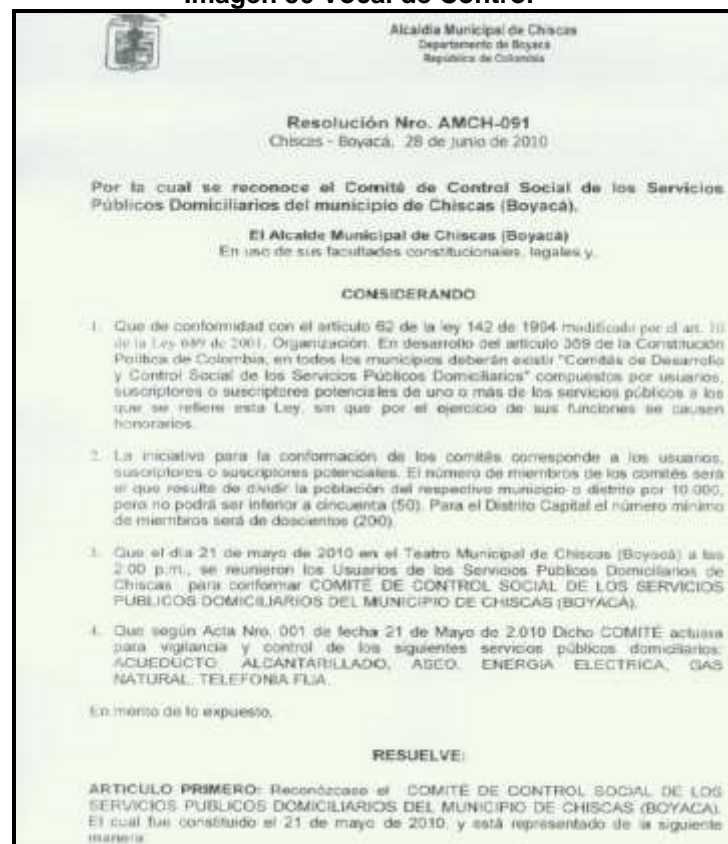 Imagen 30 Vocal de Control
Alcaldía Municipal de Chiscas
Departamento de Boyacá
República de Colombia
Resolución Nro. AMCH-091
Chiscas - Boyacá, 28 de junio de 2010
Por la cual se reconoce el Comité de Control Social de los Servicios
Públicos Domiciliarios del municipio de Chiscas (Boyacá).
El Alcalde Municipal de Chiscas (Boyacá)
En uso de sus facultades constitucionales, legales y,
CONSIDERANDO
1. Que de conformidad con el artículo 62 de la ley 142 de 1994 modificado por el art. 10
de la Ley 689 de 2001. Organización. En desarrollo del artículo 369 de la Constitución
Política de Colombia, en todos los municipios deberán existir "Comités de Desarrollo
y Control Social de los Servicios Públicos Domiciliarios" compuestos por usuarios,
suscriptores o suscriptores potenciales de uno o más de los servicios públicos a los
que se refiere esta Ley, sin que por el ejercicio de sus funciones se causen
honorarios.
2. La iniciativa para la conformación de los comités corresponde a los usuarios,
suscriptores o suscriptores potenciales. El número de miembros de los comités será
el que resulte de dividir la población del respectivo municipio o distrito por 10.000,
pero no podrá ser inferior a cincuenta (50). Para el Distrito Capital el número mínimo
de miembros será de doscientos (200).
3. Que el día 21 de mayo de 2010 en el Teatro Municipal de Chiscas (Boyacá) a las
2:00 p.m., se reunieron los Usuarios de los Servicios Públicos Domiciliarios de
Chiscas para conformar COMITÉ DE CONTROL SOCIAL DE LOS SERVICIOS
PUBLICOS DOMICILIARIOS DEL MUNICIPIO DE CHISCAS (BOYACÁ).
4. Que según Acta Nro. 001 de fecha 21 de Mayo de 2.010 Dicho COMITÉ actuara
para vigilancia y control de los siguientes servicios públicos domiciliarios:
ACUEDUCTO ALCANTARILLADO, ASEO, ENERGIA ELECTRICA, GAS
NATURAL, TELEFONIA FIJA.
En merito de lo expuesto,
RESUELVE:
ARTICULO PRIMERO: Reconózcase el COMITÉ DE CONTROL SOCIAL DE LOS
SERVICIOS PUBLICOS DOMICILIARIOS DEL MUNICIPIO DE CHISCAS (BOYACA).
El cual fue constituido el 21 de mayo de 2010, y está representado de la siguiente
manera: